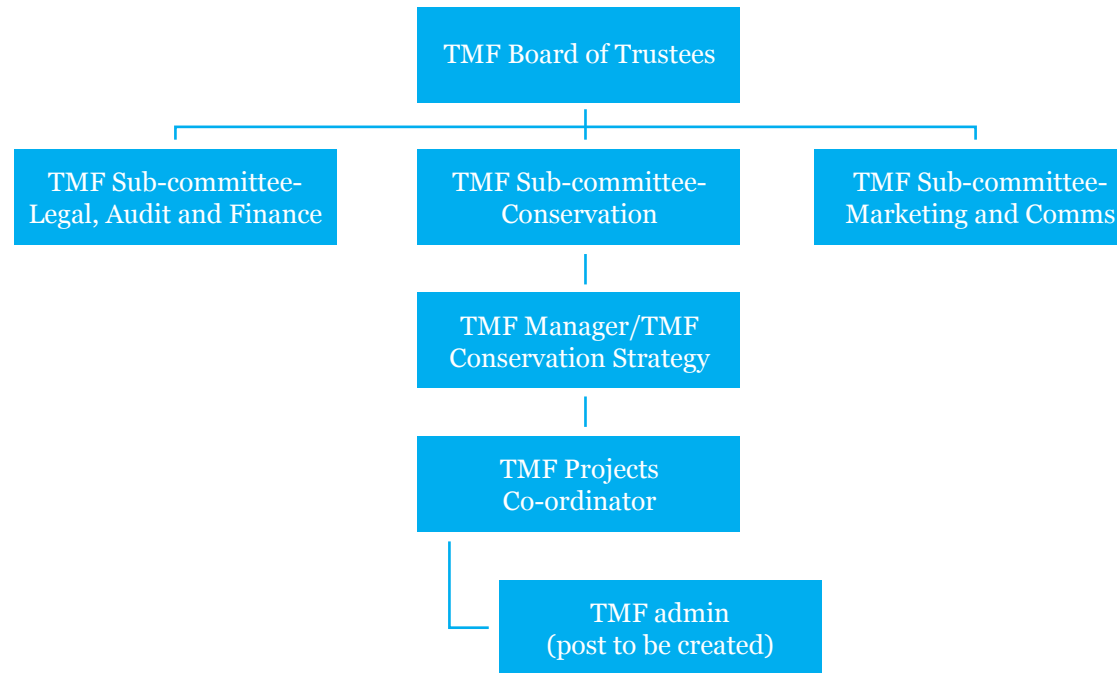 TMF Board of Trustees
TMF Sub-committee-
Legal, Audit and Finance
TMF Sub-committee-
Conservation
TMF Sub-committee-
Marketing and Comms
TMF Manager/TMF
Conservation Strategy
TMF Projects
Co-ordinator
TMF admin
(post to be created)